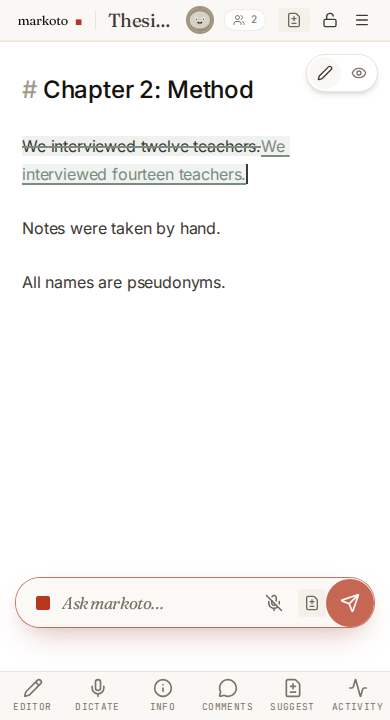 markoto
Thesi...
2
# Chapter 2: Method
We interviewed twelve teachers.We
interviewed fourteen teachers.
Notes were taken by hand.
All names are pseudonyms.
Ask markoto...
EDITOR DICTATE INFO COMMENTS SUGGEST ACTIVITY